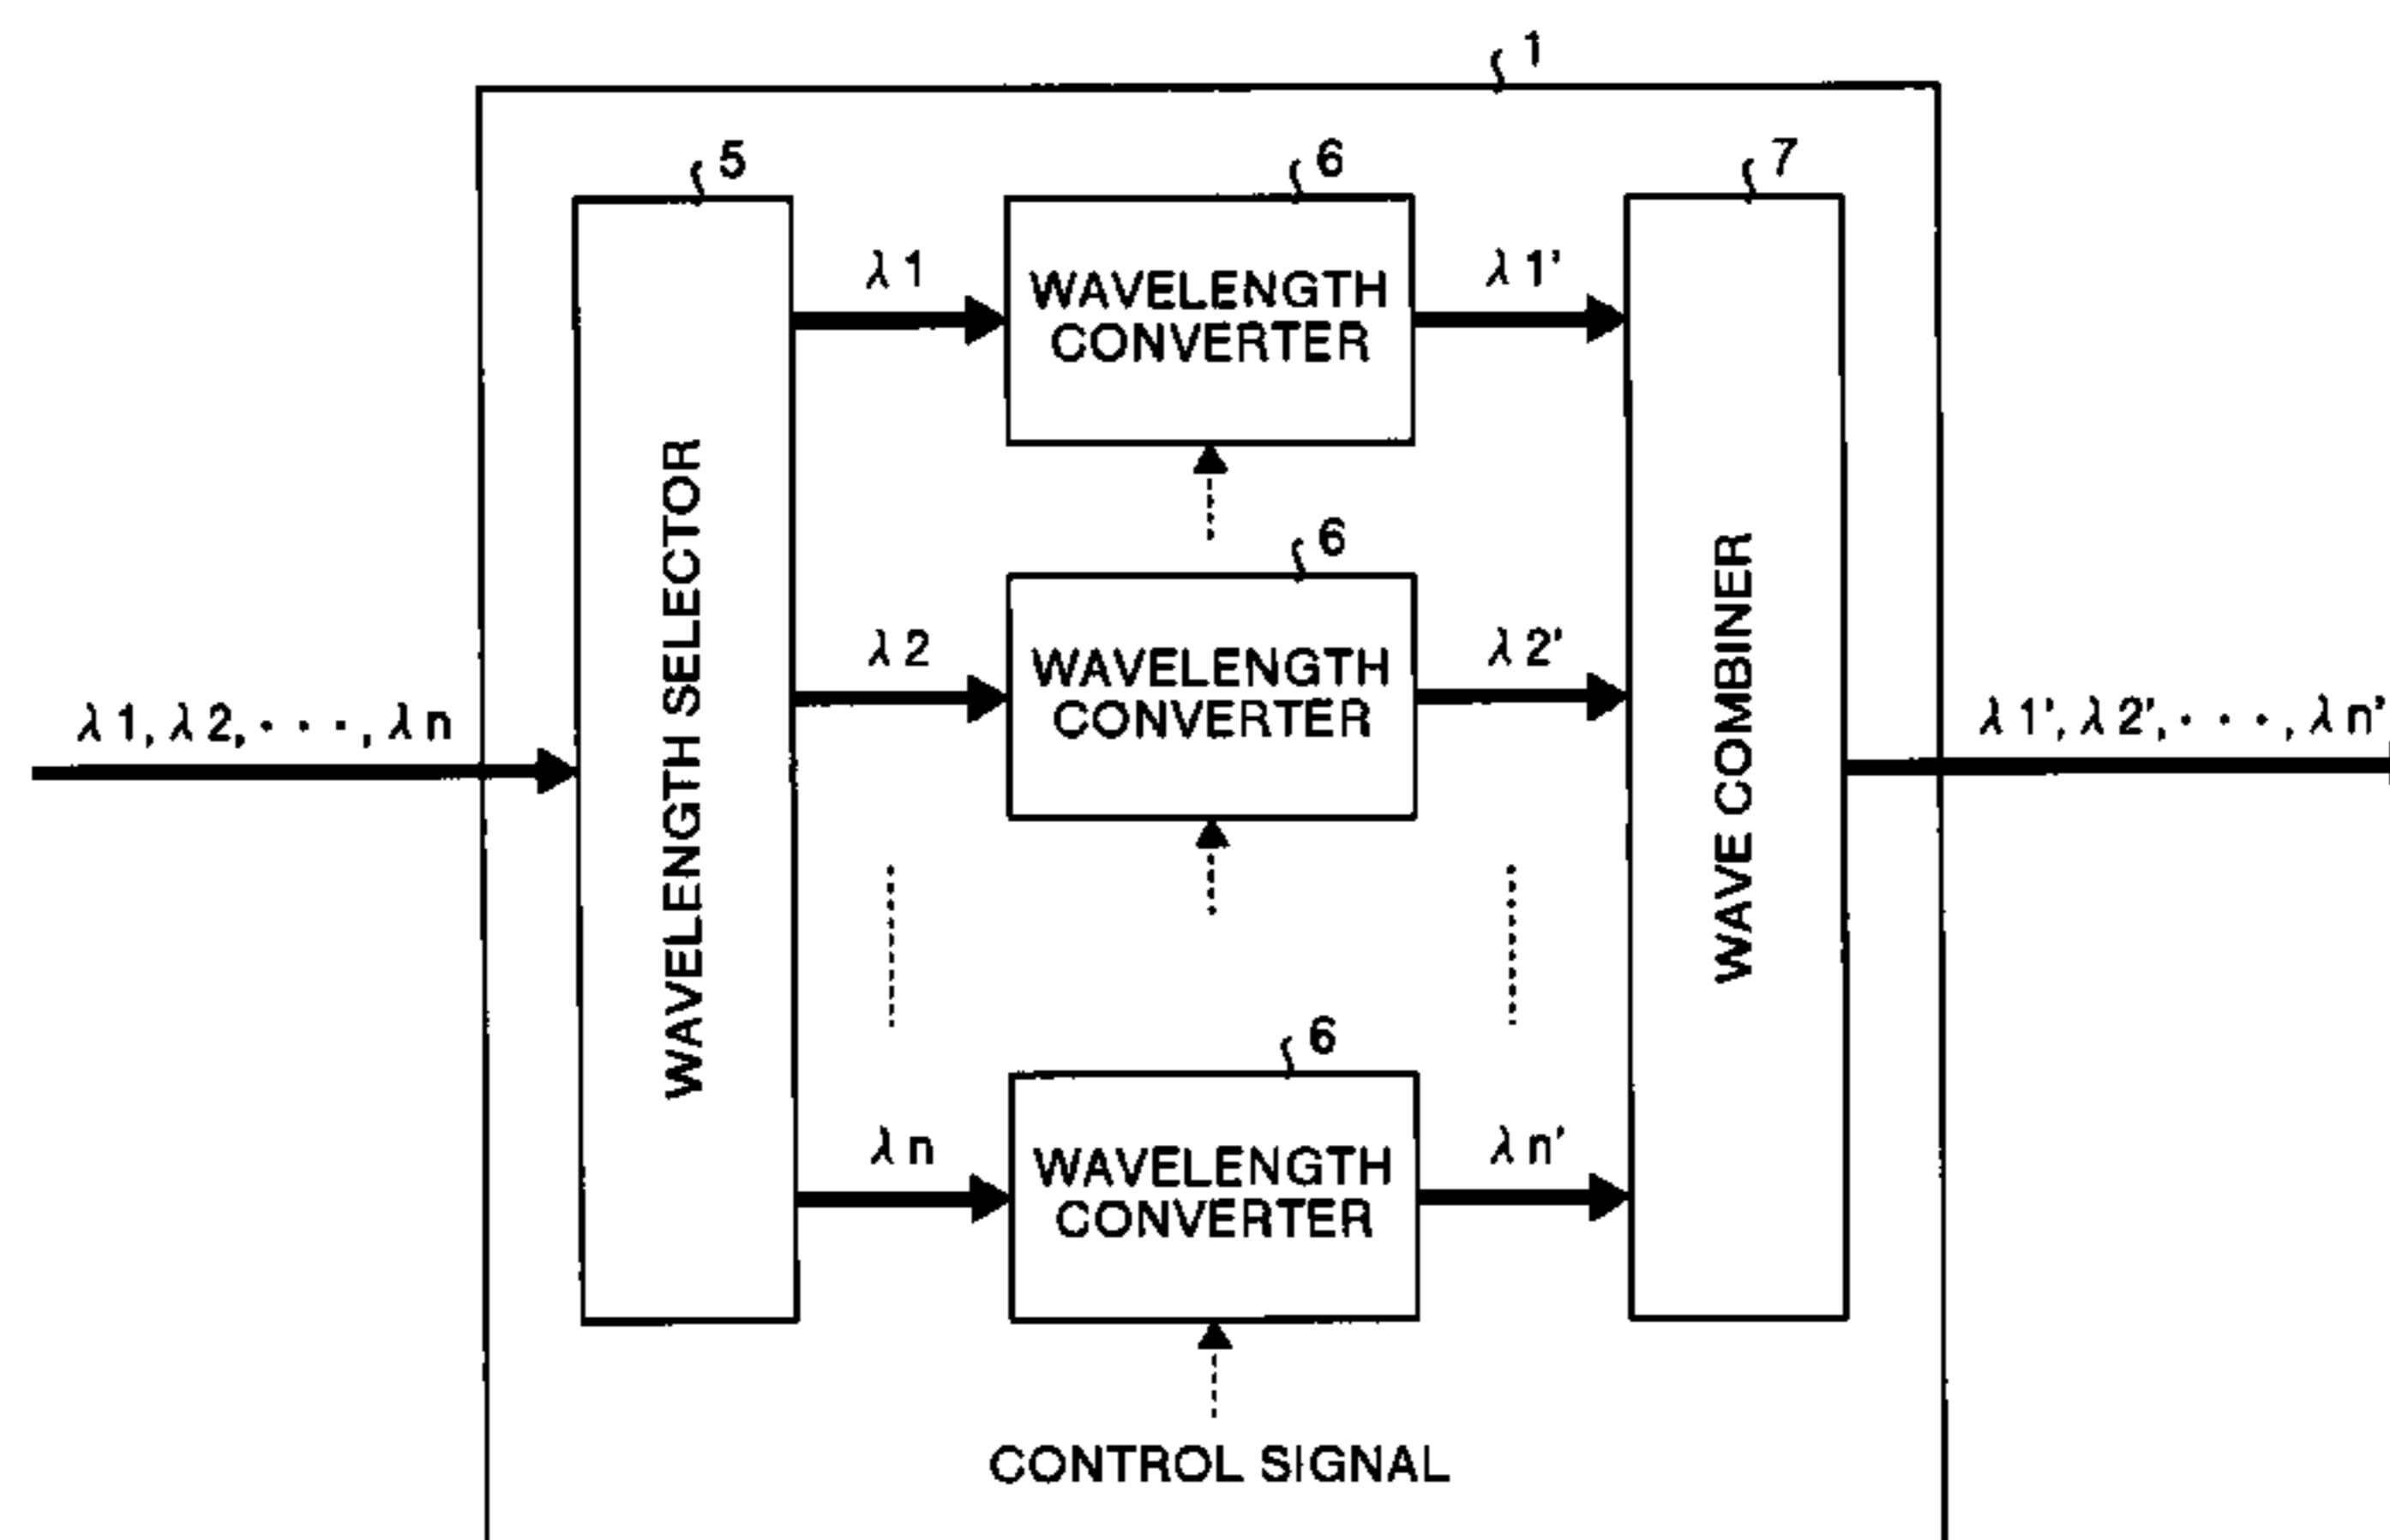 1
5
6
7
λ1
WAVELENGTH
CONVERTER
λ1'
6
λ2
WAVELENGTH
CONVERTER
λ2'
λ1, λ2, · · ·, λn
WAVELENGTH SELECTOR
WAVE COMBINER
λ1', λ2', · · ·, λn'
6
λn
WAVELENGTH
CONVERTER
λn'
CONTROL SIGNAL